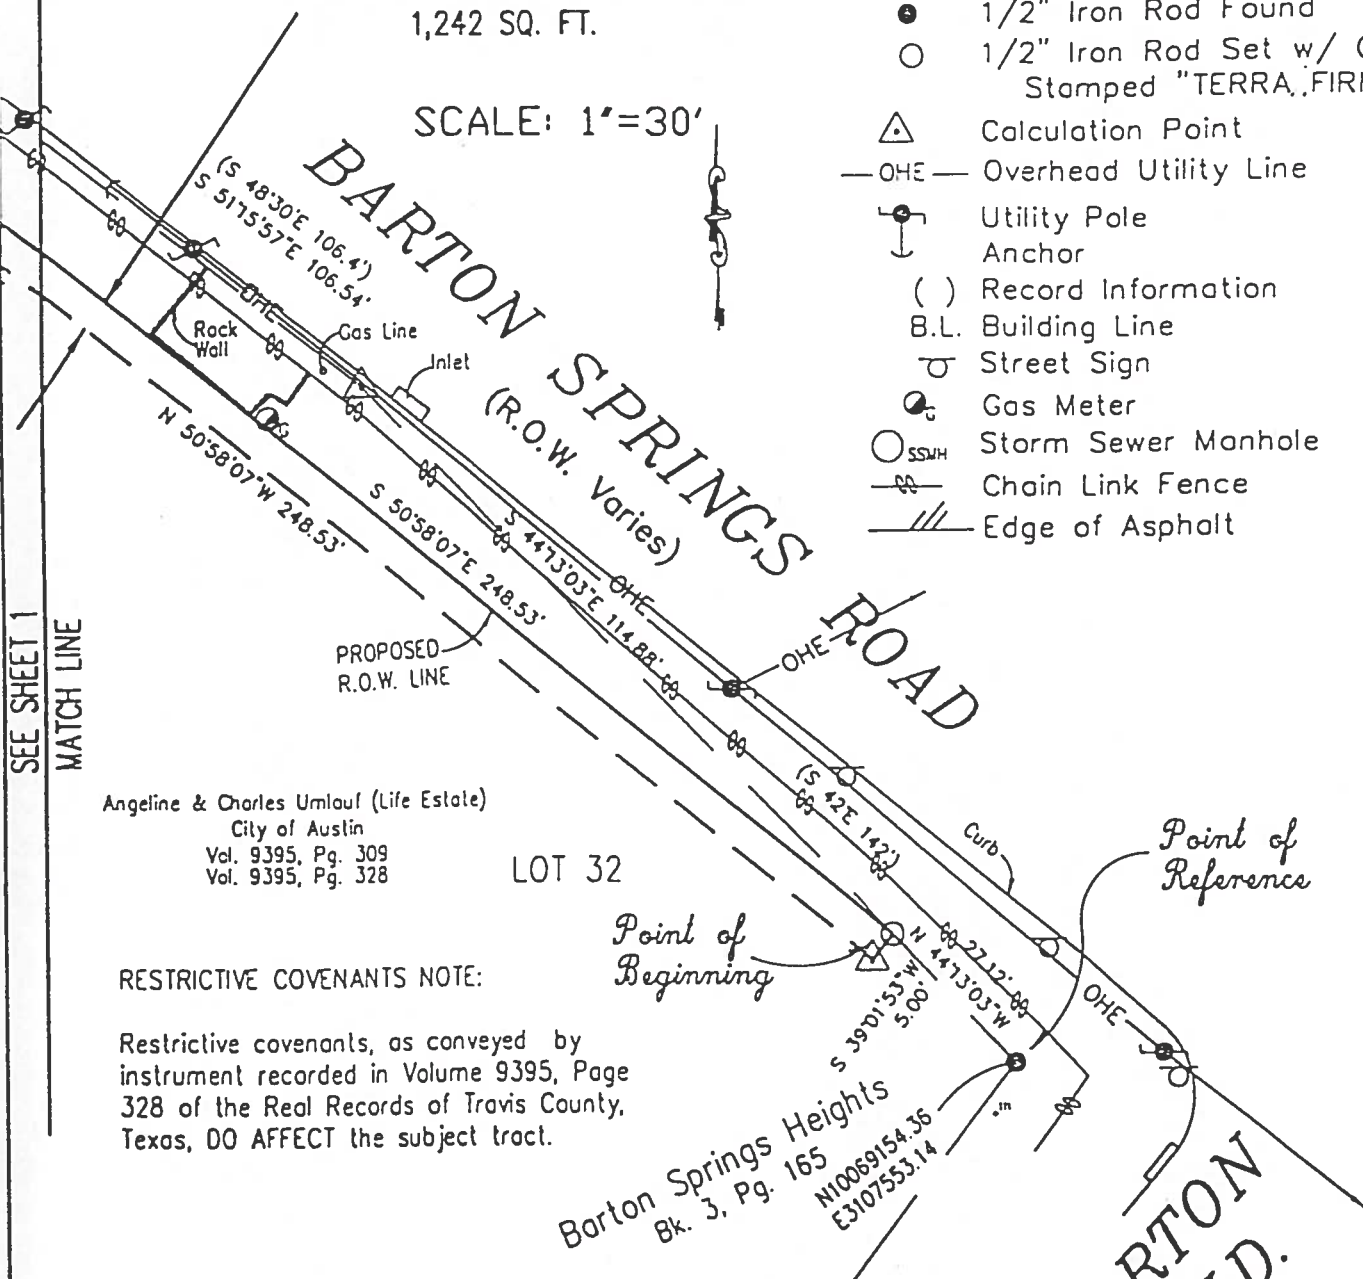 1,242 SQ. FT.
SCALE: 1"=30'
1/2" Iron Rod Found
1/2" Iron Rod Set w/
Stamped "TERRA
Calculation Point
OHE Overhead Utility Line
Utility Pole
Anchor
( ) Record Information
B.L. Building Line
Street Sign
G Gas Meter
SSMH Storm Sewer Manhole
Chain Link Fence
Edge of Asphalt
BARTON SPRINGS ROAD
(R.O.W. Varies)
(S 48°30'E 106.4')
S 51°15'57"E 106.54'
OHE
Rock
Wall
Gas Line
Inlet
G
N 50°58'07"W 248.53'
S 50°58'07"E 248.53'
S 44°13'03"E 114.88'
OHE
OHE
PROPOSED
R.O.W. LINE
SEE SHEET 1
MATCH LINE
Angeline & Charles Umlauf (Life Estate)
City of Austin
Vol. 9395, Pg. 309
Vol. 9395, Pg. 328
LOT 32
(S 42°E 142')
Curb
Point of
Reference
Point of
Beginning
27.12'
N 44°13'03"W
S 39°01'53"W
5.00'
OHE
RESTRICTIVE COVENANTS NOTE:
Restrictive covenants, as conveyed by
instrument recorded in Volume 9395, Page
328 of the Real Records of Travis County,
Texas, DO AFFECT the subject tract.
Barton Springs Heights
Bk. 3, Pg. 165
N10069154.36
E3107553.14
RTON
D.